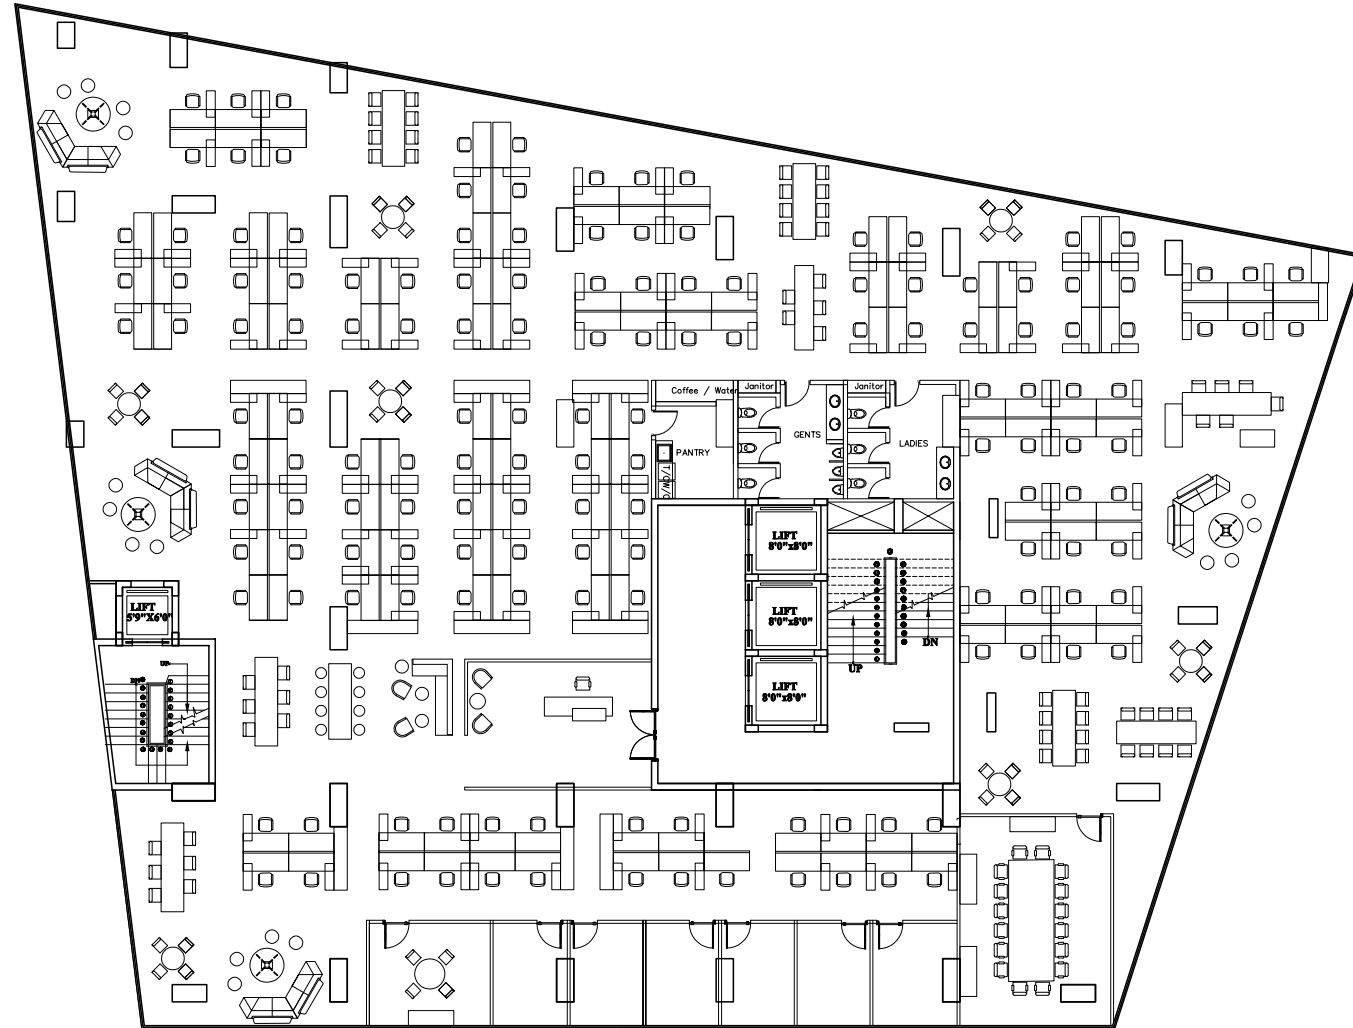 Coffee / Water
Janitor
Janitor
GENTS
LADIES
PANTRY
LIFT
8'0"x8'0"
LIFT
5'9"X6'0"
LIFT
8'0"x8'0"
DN
UP
UP
DN
LIFT
8'0"x8'0"